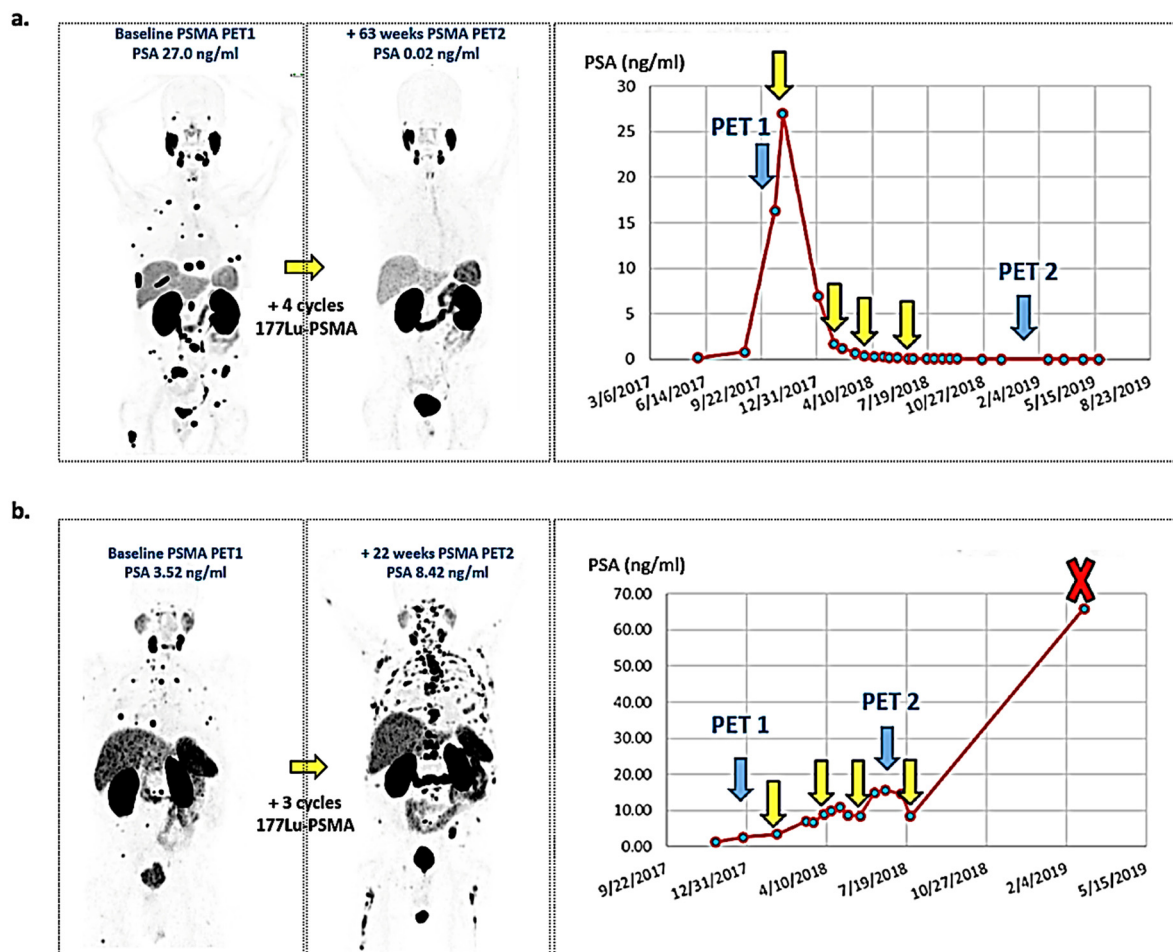 a.
Baseline PSMA PET1
PSA 27.0 ng/ml
+ 63 weeks PSMA PET2
PSA 0.02 ng/ml
+ 4 cycles
177Lu-PSMA
PSA (ng/ml)
30
25
20
15
10
5
0
PET 1
PET 2
3/6/2017
6/14/2017
9/22/2017
12/31/2017
4/10/2018
7/19/2018
10/27/2018
2/4/2019
5/15/2019
8/23/2019
b.
Baseline PSMA PET1
PSA 3.52 ng/ml
+ 22 weeks PSMA PET2
PSA 8.42 ng/ml
+ 3 cycles
177Lu-PSMA
PSA (ng/ml)
70.00
60.00
50.00
40.00
30.00
20.00
10.00
0.00
PET 1
PET 2
9/22/2017
12/31/2017
4/10/2018
7/19/2018
10/27/2018
2/4/2019
5/15/2019